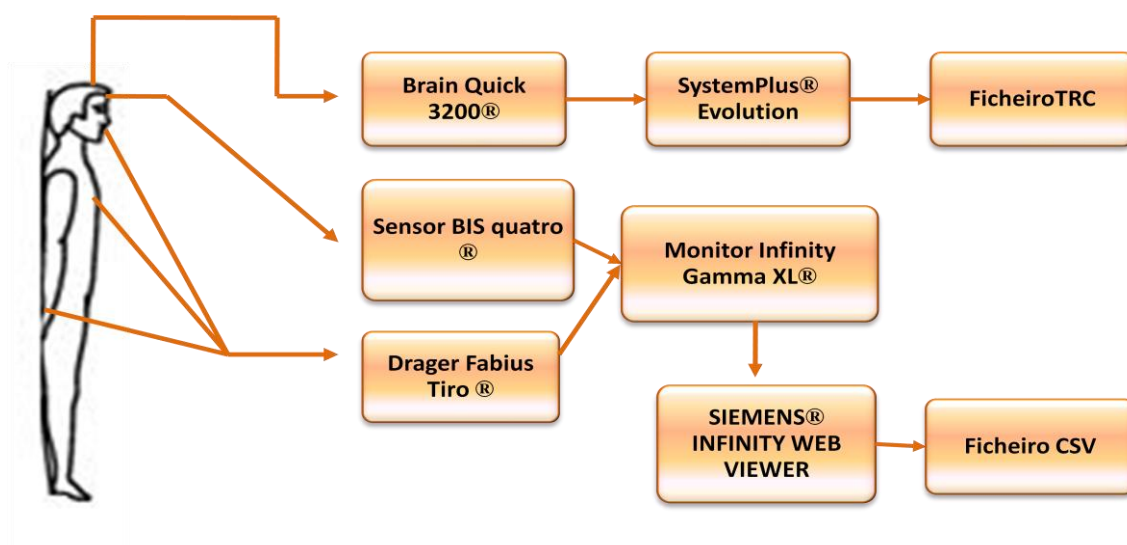 Brain Quick
3200®
SystemPlus®
Evolution
FicheiroTRC
Sensor BIS quatro
®
Monitor Infinity
Gamma XL®
Drager Fabius
Tiro ®
SIEMENS®
INFINITY WEB
VIEWER
Ficheiro CSV